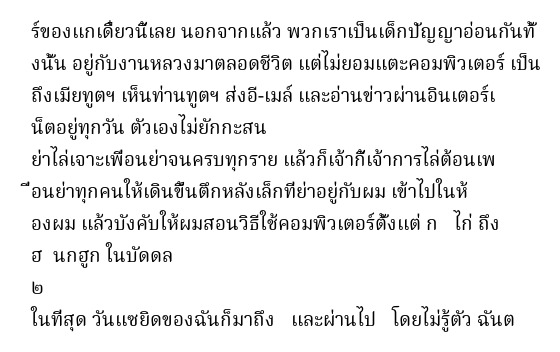 ร์ของแกเดี๋ยวนี้เลย นอกจากแล้ว พวกเราเป็นเด็กปัญญาอ่อนกันทั้
งนั้น อยู่กับงานหลวงมาตลอดชีวิต แต่ไม่ยอมแตะคอมพิวเตอร์ เป็น
ถึงเมียทูตฯ เห็นท่านทูตฯ ส่งอี-เมล์ และอ่านข่าวผ่านอินเตอร์เ
น็ตอยู่ทุกวัน ตัวเองไม่ยักกะสน
ย่าไล่เจาะเพื่อนย่าจนครบทุกราย แล้วก็เจ้ากี้เจ้าการไล่ต้อนเพ
ื่อนย่าทุกคนให้เดินขึ้นตึกหลังเล็กที่ย่าอยู่กับผม เข้าไปในห้
องผม แล้วบังคับให้ผมสอนวิธีใช้คอมพิวเตอร์ตั้งแต่ ก ไก่ ถึง
ฮ นกฮูก ในบัดดล
๒
ในที่สุด วันแซยิดของฉันก็มาถึง และผ่านไป โดยไม่รู้ตัว ฉันต